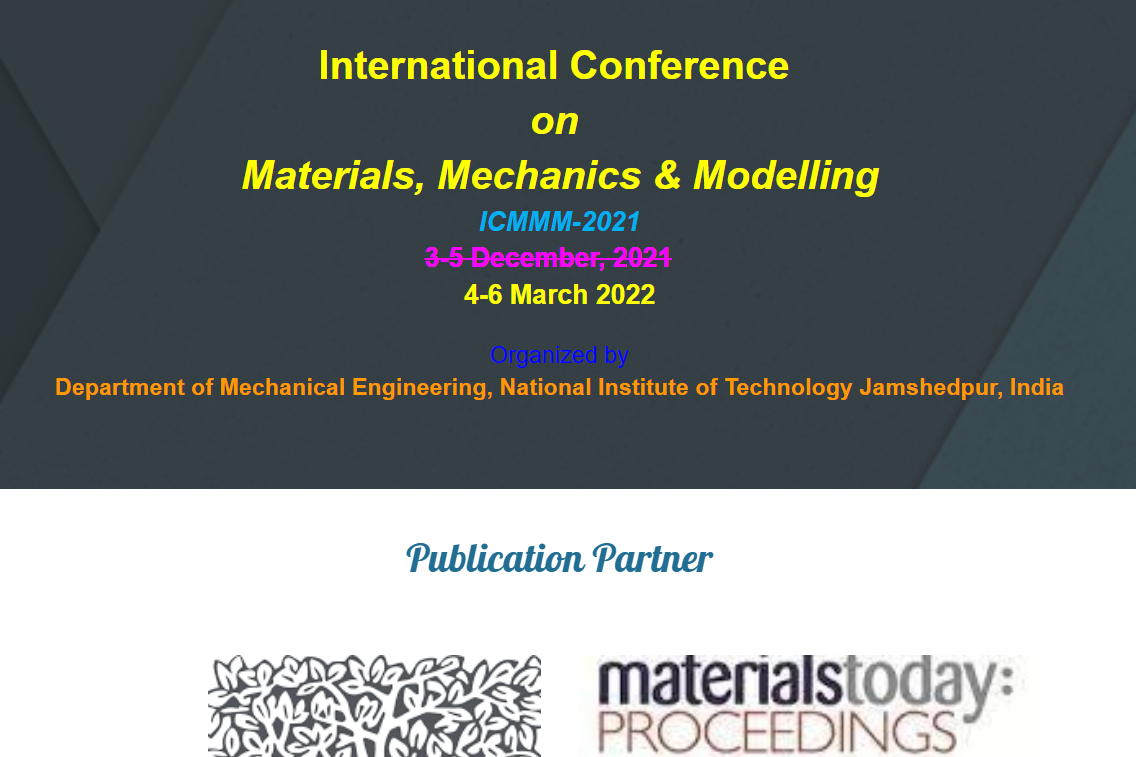 International Conference
on
Materials, Mechanics & Modelling
ICMMM-2021
3-5 December, 2021
4-6 March 2022
Organized by
Department of Mechanical Engineering, National Institute of Technology Jamshedpur, India
Publication Partner
materialstoday:
PROCEEDINGS